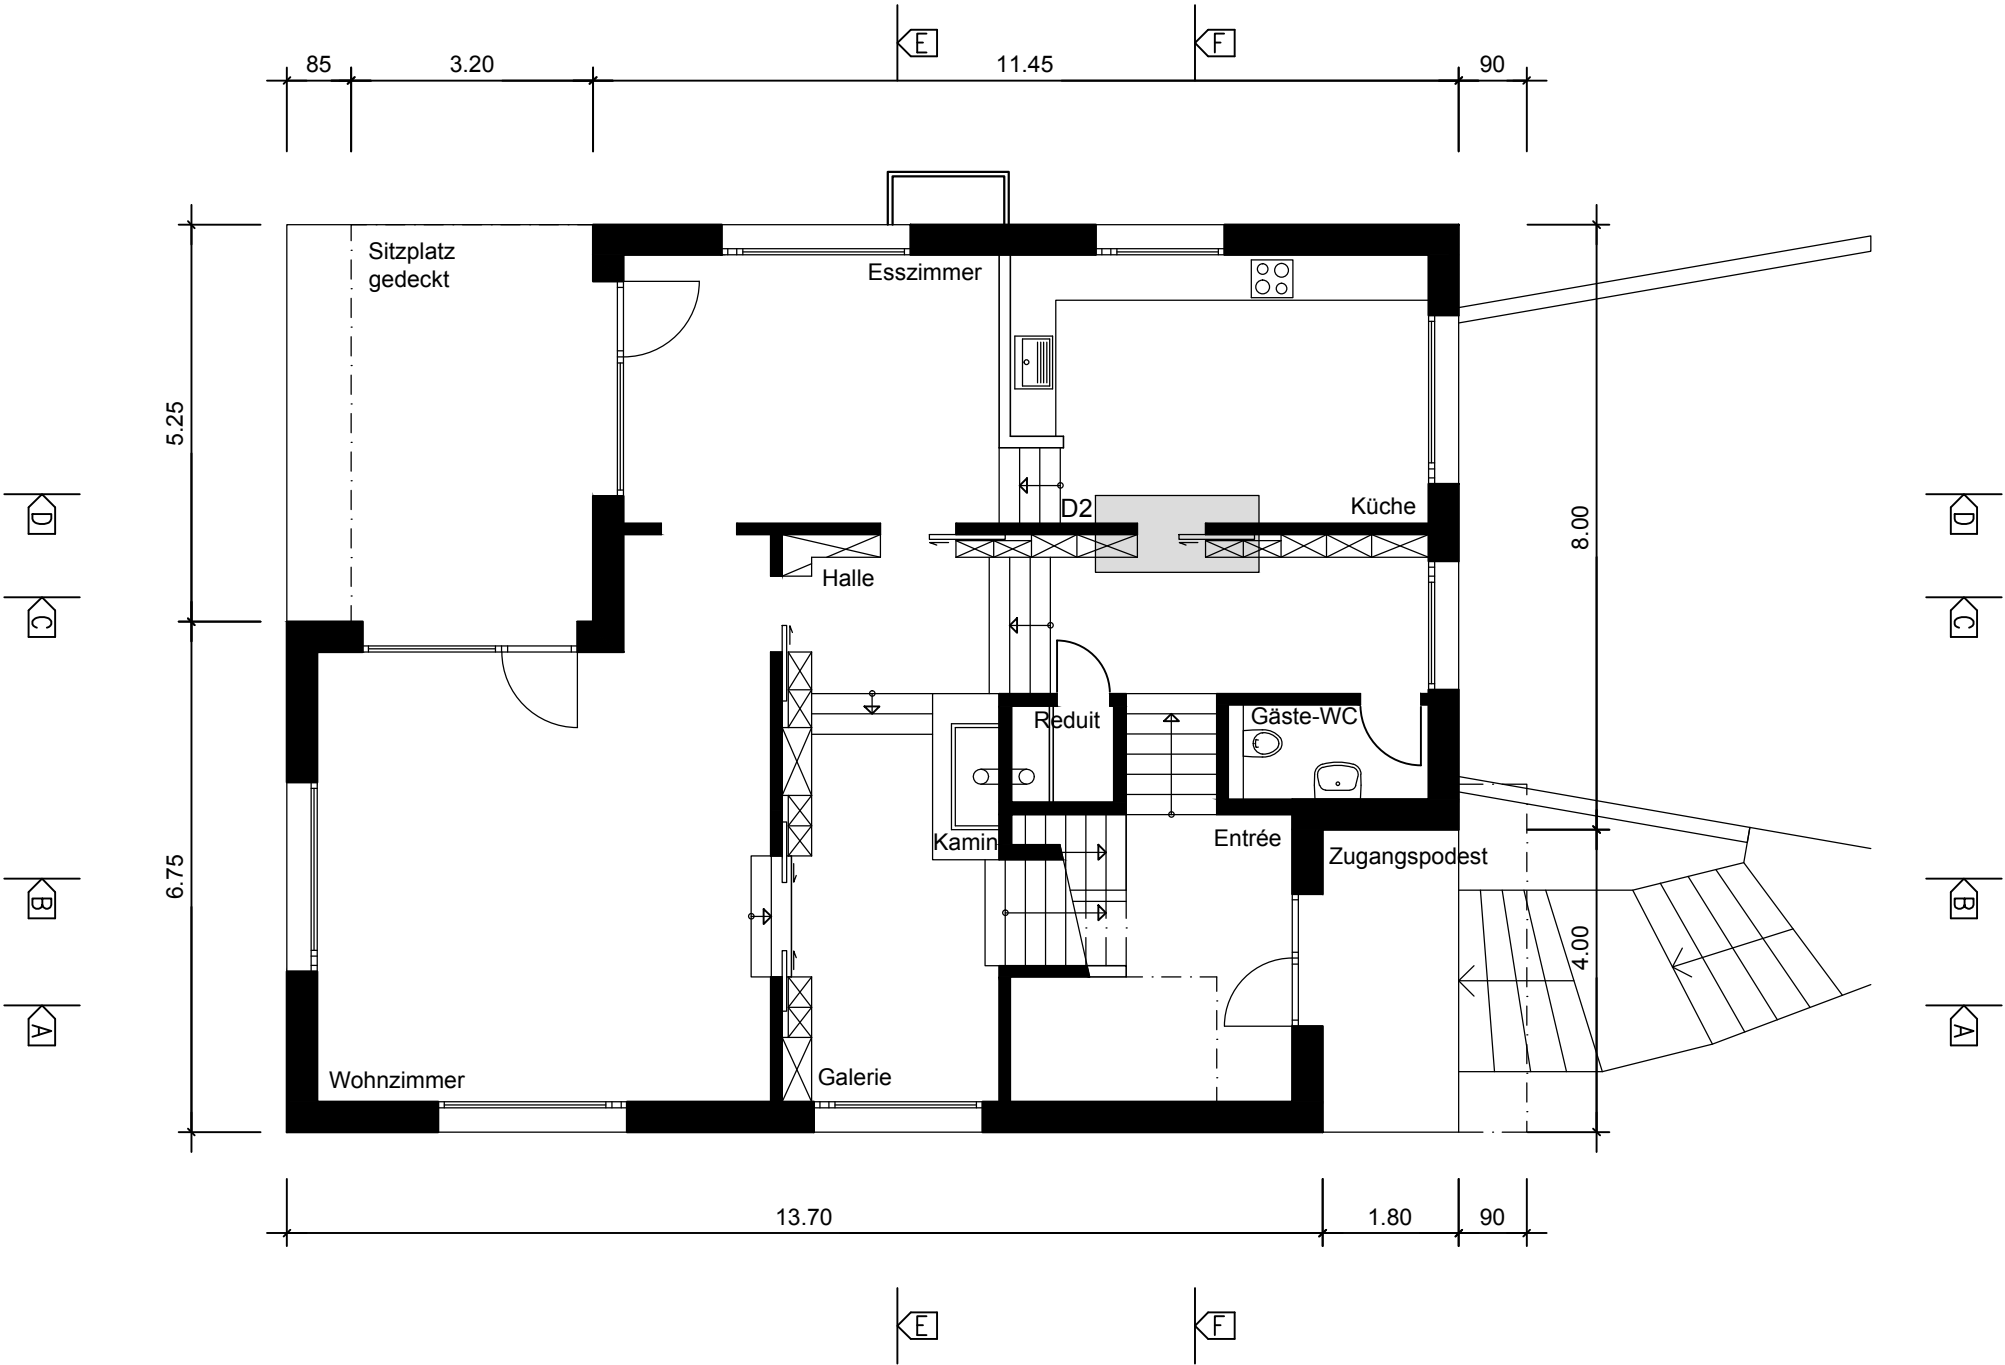 E
F
85
3.20
11.45
90
Sitzplatz
gedeckt
Esszimmer
5.25
D
D2
Küche
D
8.00
Halle
C
C
Reduit
Gäste-WC
Kamin
Entrée
Zugangspodest
6.75
B
B
4.00
A
A
Wohnzimmer
Galerie
13.70
1.80
90
E
F